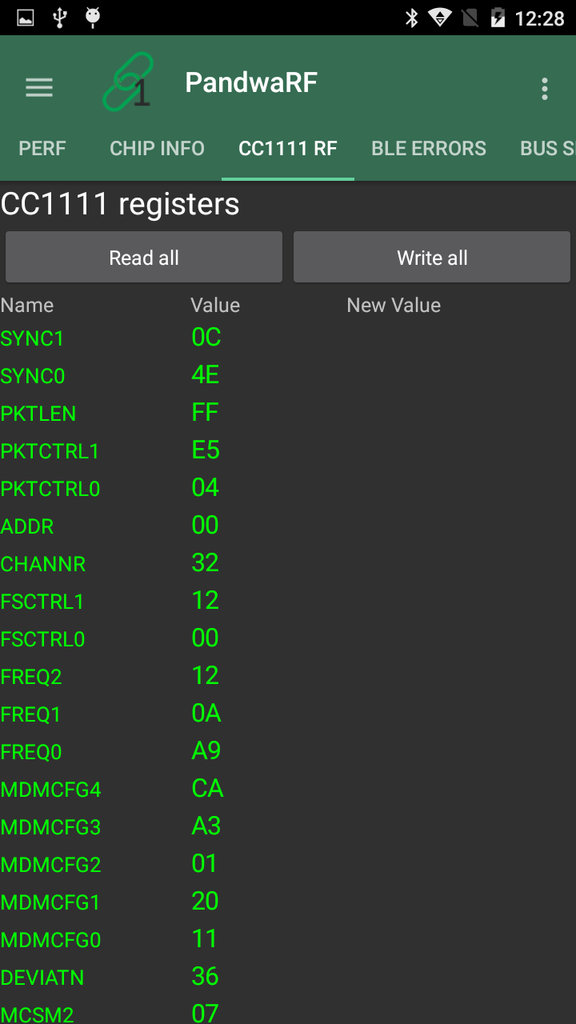 12:28
1
PandwaRF
PERF CHIP INFO CC1111 RF BLE ERRORS BUS S
CC1111 registers
Read all Write all
Name Value New Value
SYNC1 0C
SYNC0 4E
PKTLEN FF
PKTCTRL1 E5
PKTCTRL0 04
ADDR 00
CHANNR 32
FSCTRL1 12
FSCTRL0 00
FREQ2 12
FREQ1 0A
FREQ0 A9
MDMCFG4 CA
MDMCFG3 A3
MDMCFG2 01
MDMCFG1 20
MDMCFG0 11
DEVIATN 36
MCSM2 07